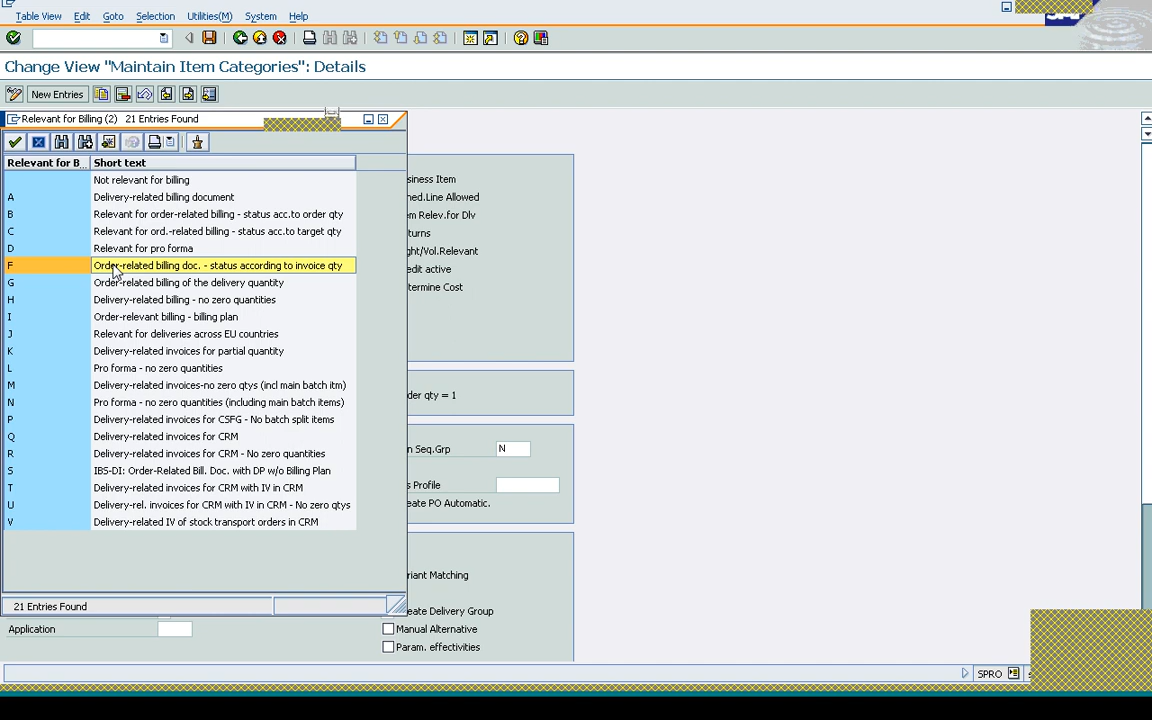 Table View Edit Goto Selection Utilities(M) System Help
Change View "Maintain Item Categories": Details
New Entries
Relevant for Billing (2) 21 Entries Found
Relevant for B... Short text
Not relevant for billing
A Delivery-related billing document
B Relevant for order-related billing - status acc.to order qty
C Relevant for ord.-related billing - status acc.to target qty
D Relevant for pro forma
F Order-related billing doc. - status according to invoice qty
G Order-related billing of the delivery quantity
H Delivery-related billing - no zero quantities
I Order-relevant billing - billing plan
J Relevant for deliveries across EU countries
K Delivery-related invoices for partial quantity
L Pro forma - no zero quantities
M Delivery-related invoices-no zero qtys (incl main batch itm)
N Pro forma - no zero quantities (including main batch items)
P Delivery-related invoices for CSFG - No batch split items
Q Delivery-related invoices for CRM
R Delivery-related invoices for CRM - No zero quantities
S IBS-DI: Order-Related Bill. Doc. with DP w/o Billing Plan
T Delivery-related invoices for CRM with IV in CRM
U Delivery-rel. invoices for CRM with IV in CRM - No zero qtys
V Delivery-related IV of stock transport orders in CRM
21 Entries Found
siness Item
ned.Line Allowed
em Relev.for Dlv
turns
ght/Vol.Relevant
edit active
termine Cost
der qty = 1
n Seq.Grp N
s Profile
eate PO Automatic.
riant Matching
eate Delivery Group
Application
Manual Alternative
Param. effectivities
SPRO